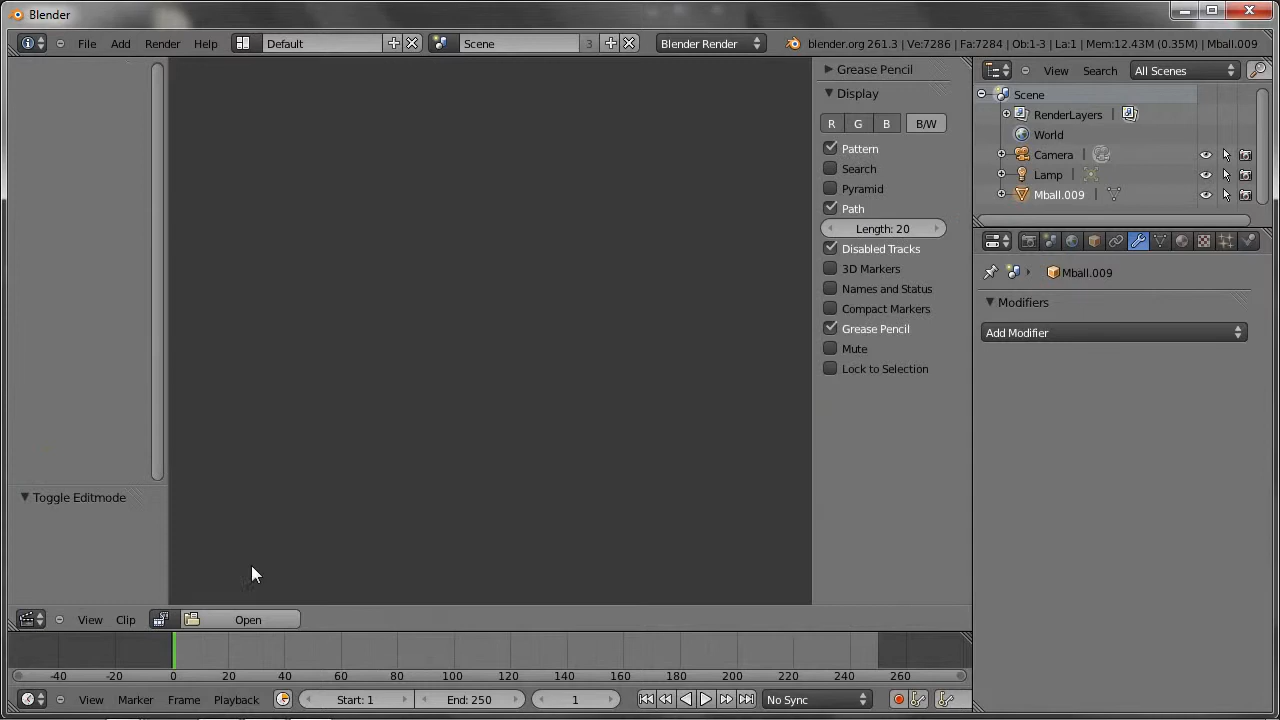 Blender
File Add Render Help Default Scene 3 Blender Render blender.org 261.3 | Ve:7286 | Fa:7284 | Ob:1-3 | La:1 | Mem:12.43M (0.35M) | Mball.009
Grease Pencil
Display
R G B B/W
Pattern
Search
Pyramid
Path
Length: 20
Disabled Tracks
3D Markers
Names and Status
Compact Markers
Grease Pencil
Mute
Lock to Selection
View Search All Scenes
Scene
RenderLayers |
World
Camera |
Lamp |
Mball.009 |
Mball.009
Modifiers
Add Modifier
Toggle Editmode
View Clip Open
-40 -20 0 20 40 60 80 100 120 140 160 180 200 220 240 260
View Marker Frame Playback Start: 1 End: 250 1 No Sync